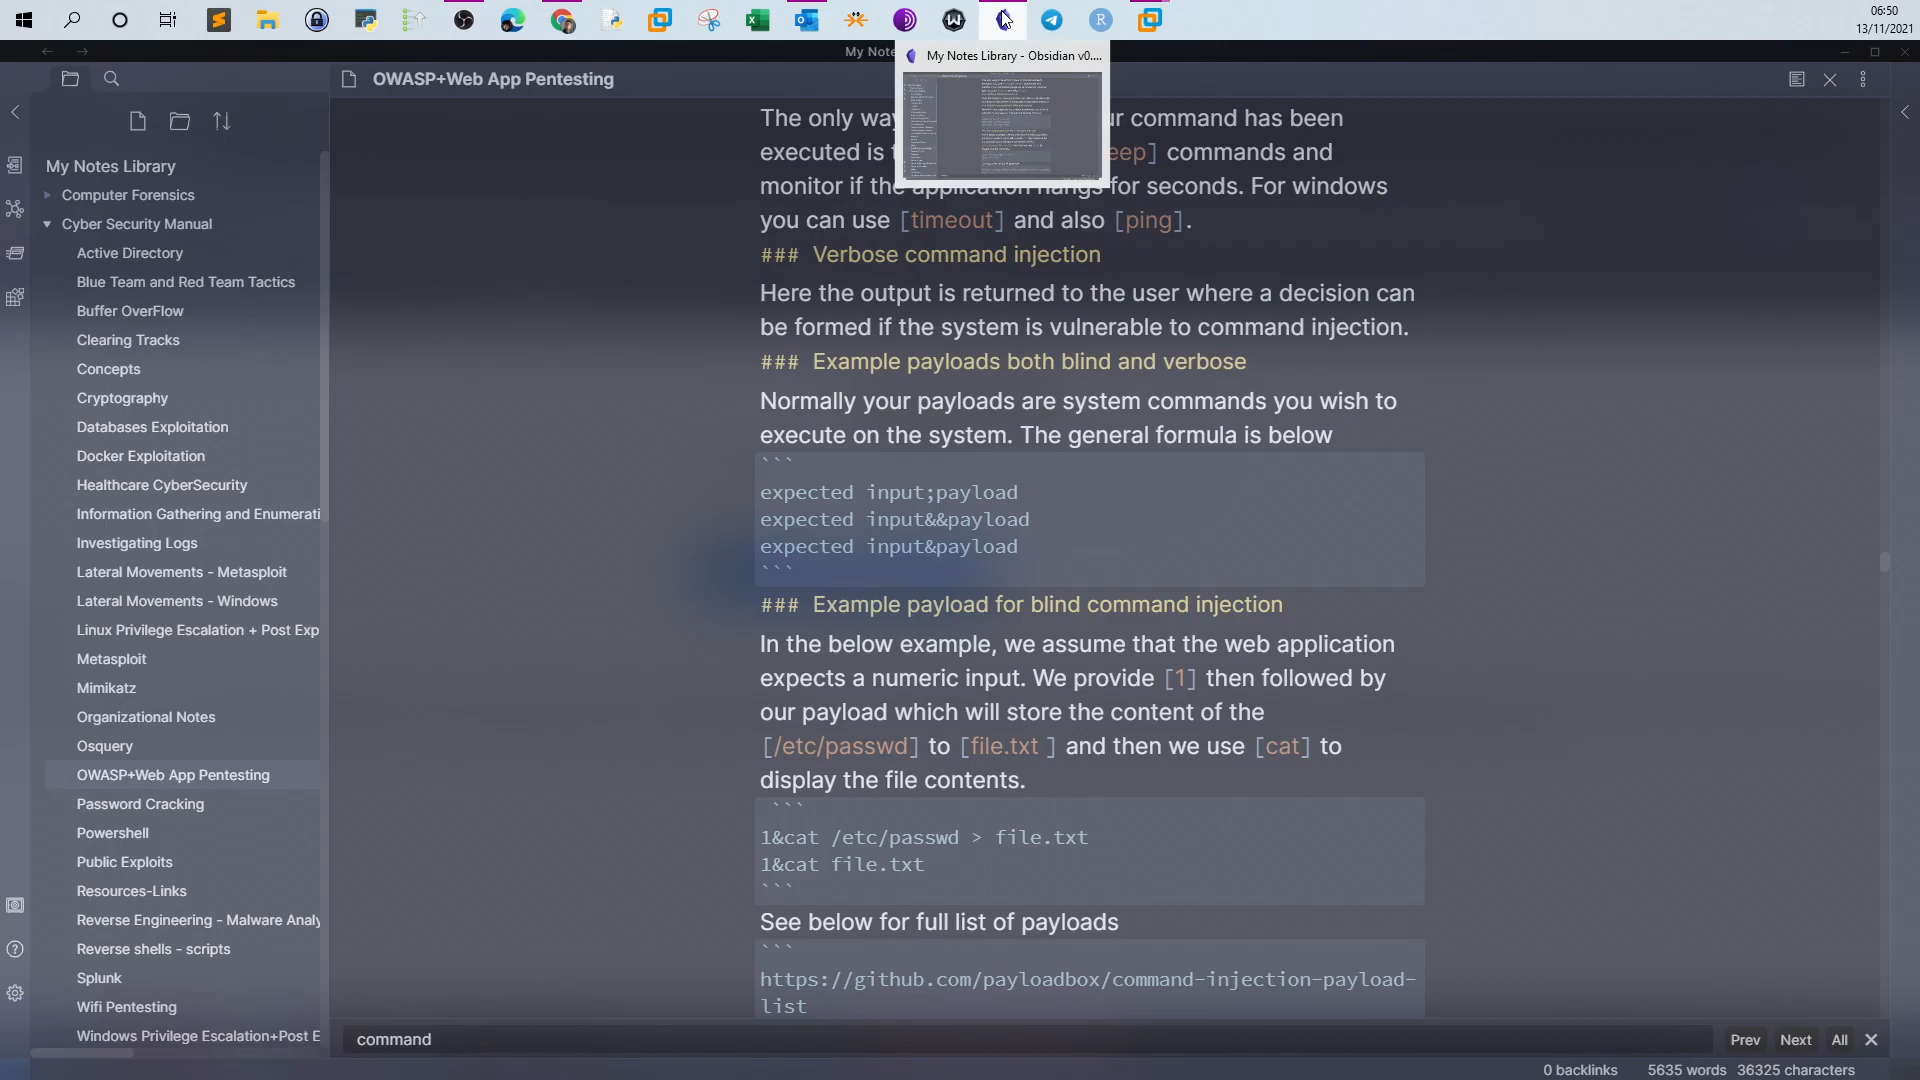 06:50
13/11/2021
My Note
My Notes Library - Obsidian v0....
OWASP+Web App Pentesting
My Notes Library
Computer Forensics
Cyber Security Manual
Active Directory
Blue Team and Red Team Tactics
Buffer OverFlow
Clearing Tracks
Concepts
Cryptography
Databases Exploitation
Docker Exploitation
Healthcare CyberSecurity
Information Gathering and Enumerati
Investigating Logs
Lateral Movements - Metasploit
Lateral Movements - Windows
Linux Privilege Escalation + Post Exp
Metasploit
Mimikatz
Organizational Notes
Osquery
OWASP+Web App Pentesting
Password Cracking
Powershell
Public Exploits
Resources-Links
Reverse Engineering - Malware Analy
Reverse shells - scripts
Splunk
Wifi Pentesting
Windows Privilege Escalation+Post E
The only way ur command has been
executed is t eep] commands and
monitor if the application hangs for seconds. For windows
you can use [timeout] and also [ping].
### Verbose command injection
Here the output is returned to the user where a decision can
be formed if the system is vulnerable to command injection.
### Example payloads both blind and verbose
Normally your payloads are system commands you wish to
execute on the system. The general formula is below
```
expected input;payload
expected input&&payload
expected input&payload
```
### Example payload for blind command injection
In the below example, we assume that the web application
expects a numeric input. We provide [1] then followed by
our payload which will store the content of the
[/etc/passwd] to [file.txt ] and then we use [cat] to
display the file contents.
```
1&cat /etc/passwd > file.txt
1&cat file.txt
```
See below for full list of payloads
```
https://github.com/payloadbox/command-injection-payload-
list
command
Prev Next All
0 backlinks 5635 words 36325 characters